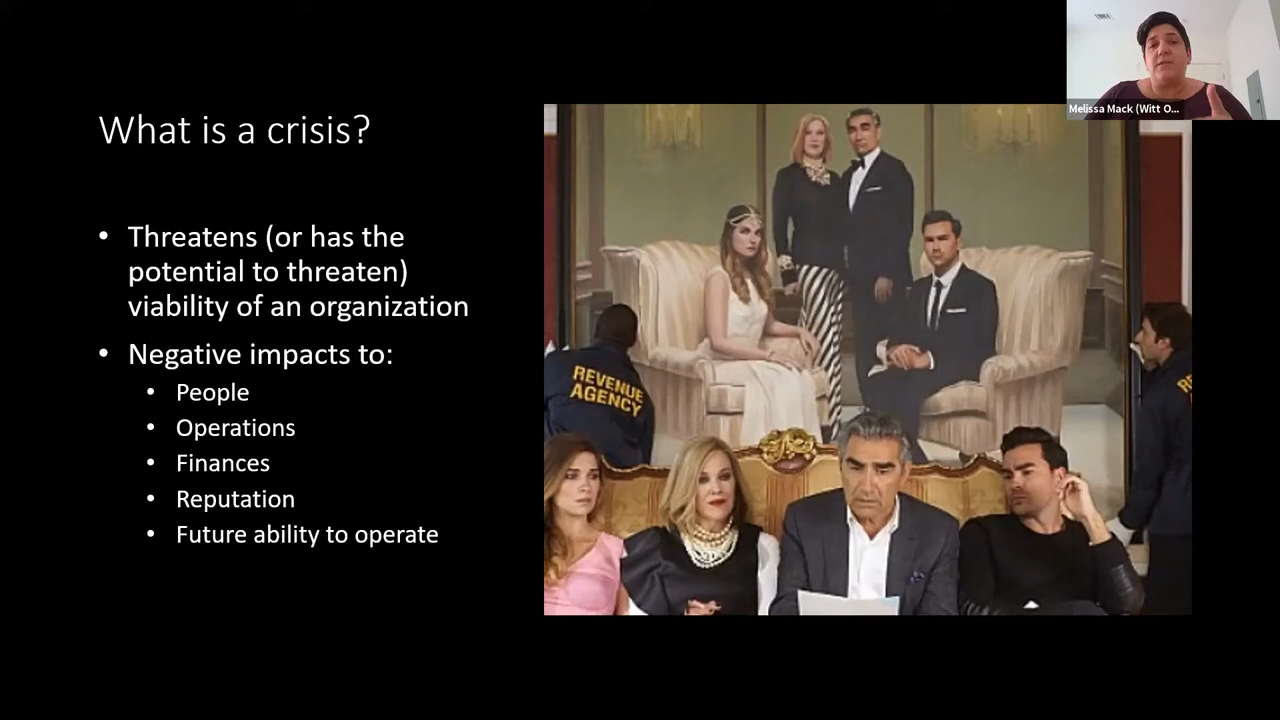 Melissa Mack (Witt O...
What is a crisis?
• Threatens (or has the
potential to threaten)
viability of an organization
• Negative impacts to:
• People
• Operations
• Finances
• Reputation
• Future ability to operate
REVENUE
AGENCY
RE